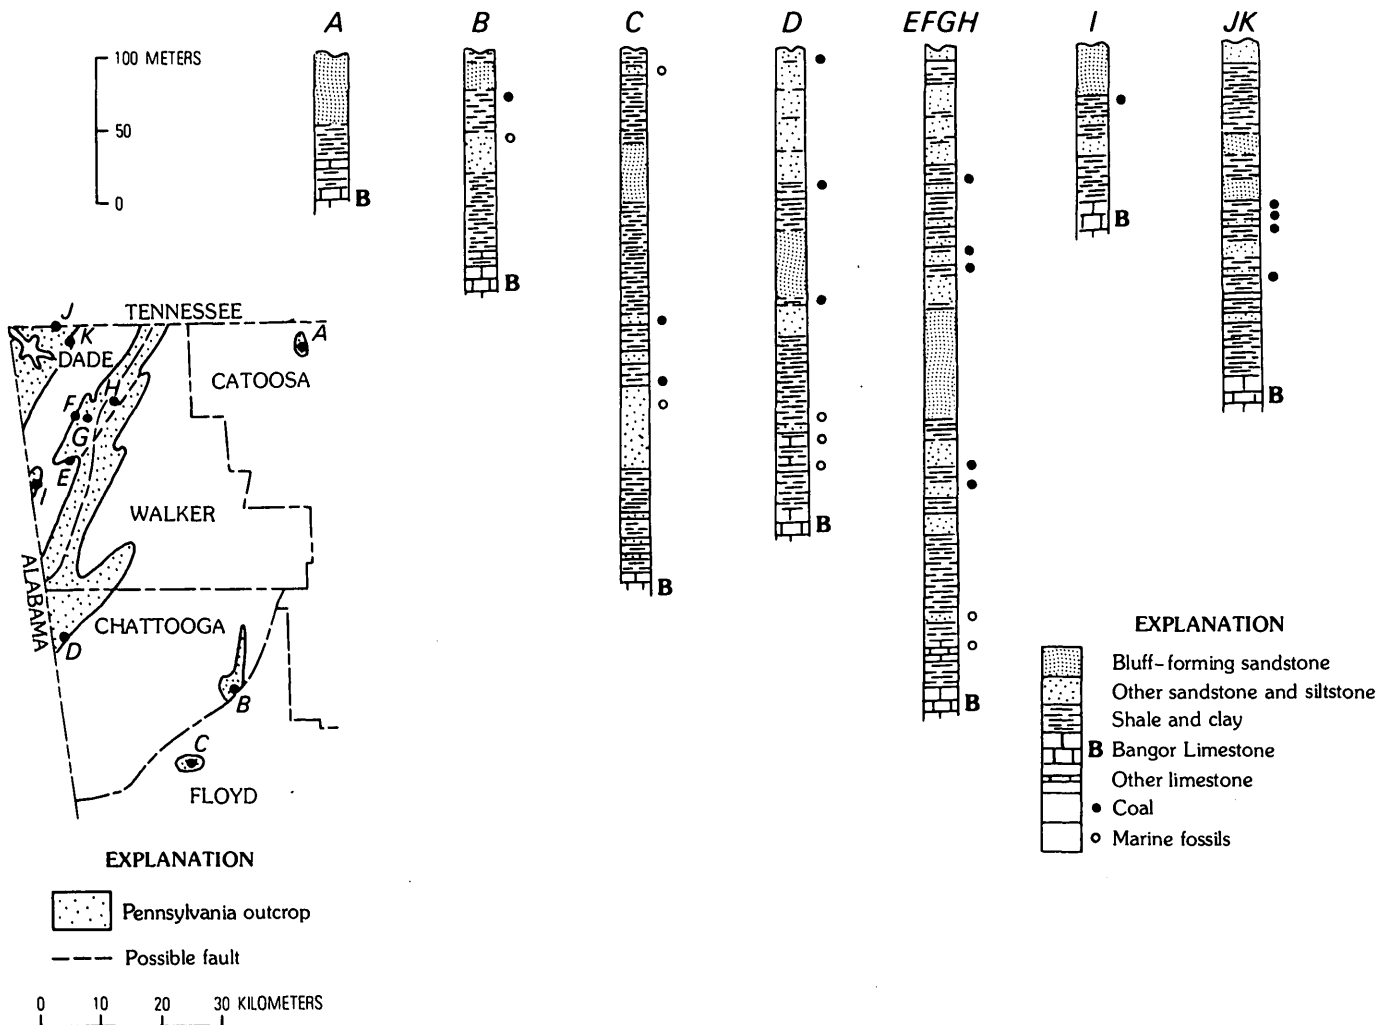 A B C D EFGH I JK
100 METERS
50
0
B
B
B
B
B
B
B
TENNESSEE
J
K
A
DADE
CATOOSA
H
F
G
E
I
WALKER
ALABAMA
CHATTOOGA
D
B
C
FLOYD
EXPLANATION
Pennsylvania outcrop
Possible fault
0 10 20 30 KILOMETERS
EXPLANATION
Bluff-forming sandstone
Other sandstone and siltstone
Shale and clay
B Bangor Limestone
Other limestone
Coal
Marine fossils